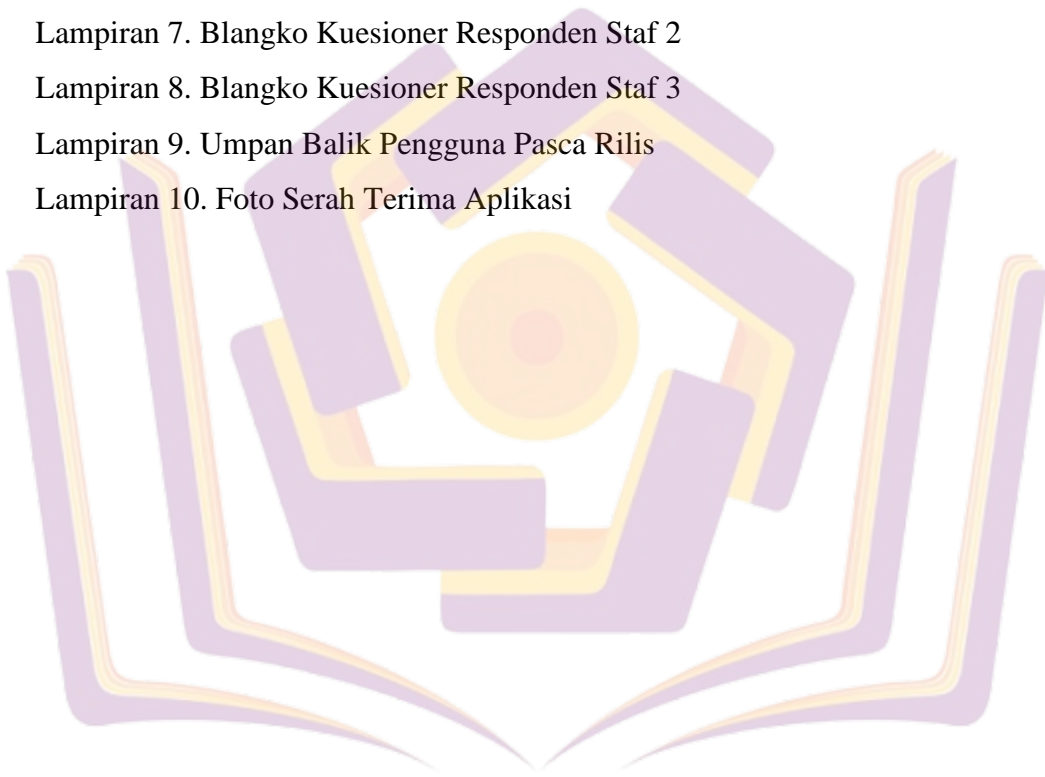 Lampiran 7. Blangko Kuesioner Responden Staf 2
Lampiran 8. Blangko Kuesioner Responden Staf 3
Lampiran 9. Umpan Balik Pengguna Pasca Rilis
Lampiran 10. Foto Serah Terima Aplikasi